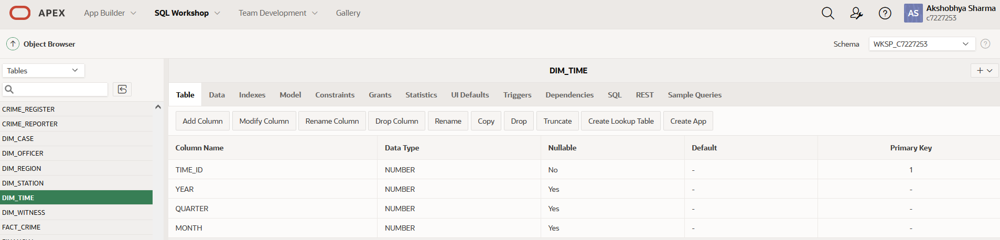 APEX App Builder SQL Workshop Team Development Gallery AS Akshobhya Sharma
c7227253
Object Browser Schema WKSP_C7227253
Tables
DIM_TIME
Table Data Indexes Model Constraints Grants Statistics UI Defaults Triggers Dependencies SQL REST Sample Queries
CRIME_REGISTER
CRIME_REPORTER
DIM_CASE
DIM_OFFICER
DIM_REGION
DIM_STATION
DIM_TIME
DIM_WITNESS
FACT_CRIME
Add Column Modify Column Rename Column Drop Column Rename Copy Drop Truncate Create Lookup Table Create App
Column Name Data Type Nullable Default Primary Key
TIME_ID NUMBER No - 1
YEAR NUMBER Yes - -
QUARTER NUMBER Yes - -
MONTH NUMBER Yes - -